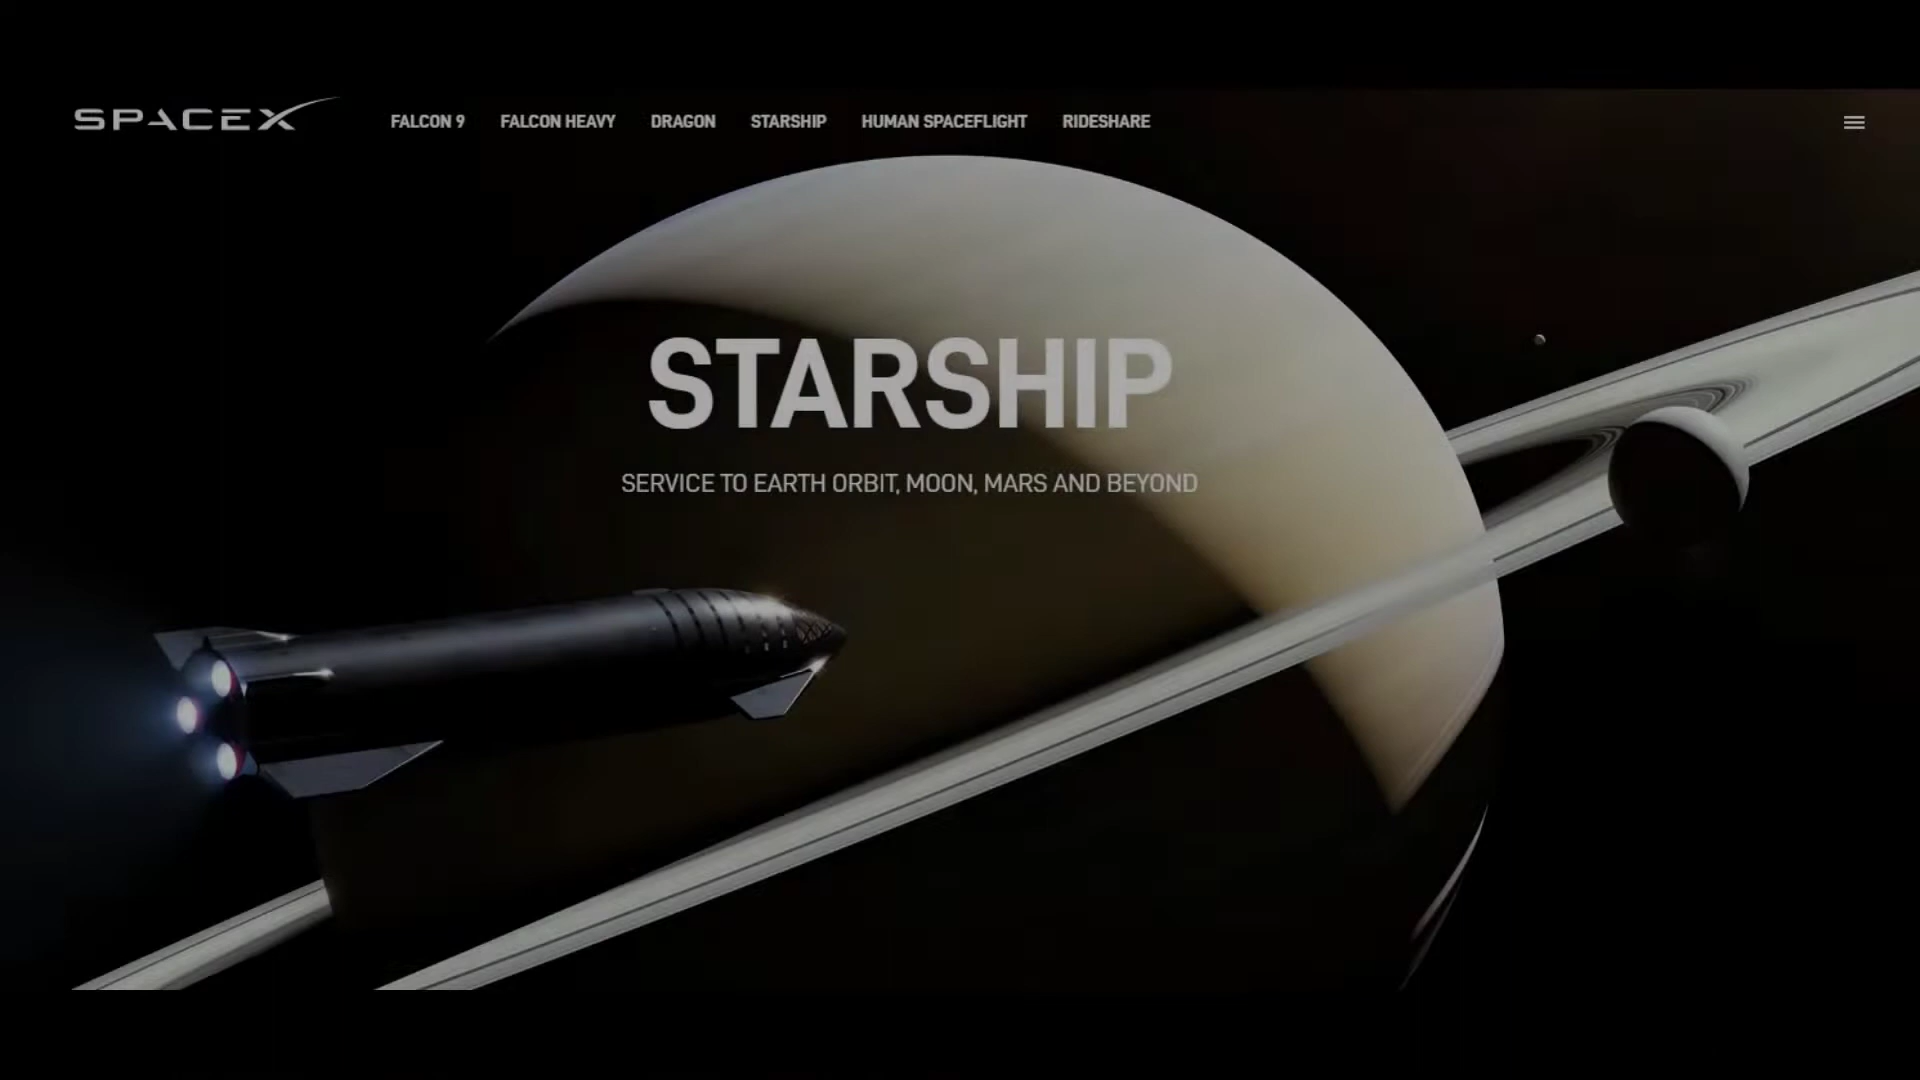 SPACEX
FALCON 9 FALCON HEAVY DRAGON STARSHIP HUMAN SPACEFLIGHT RIDESHARE
STARSHIP
SERVICE TO EARTH ORBIT, MOON, MARS AND BEYOND